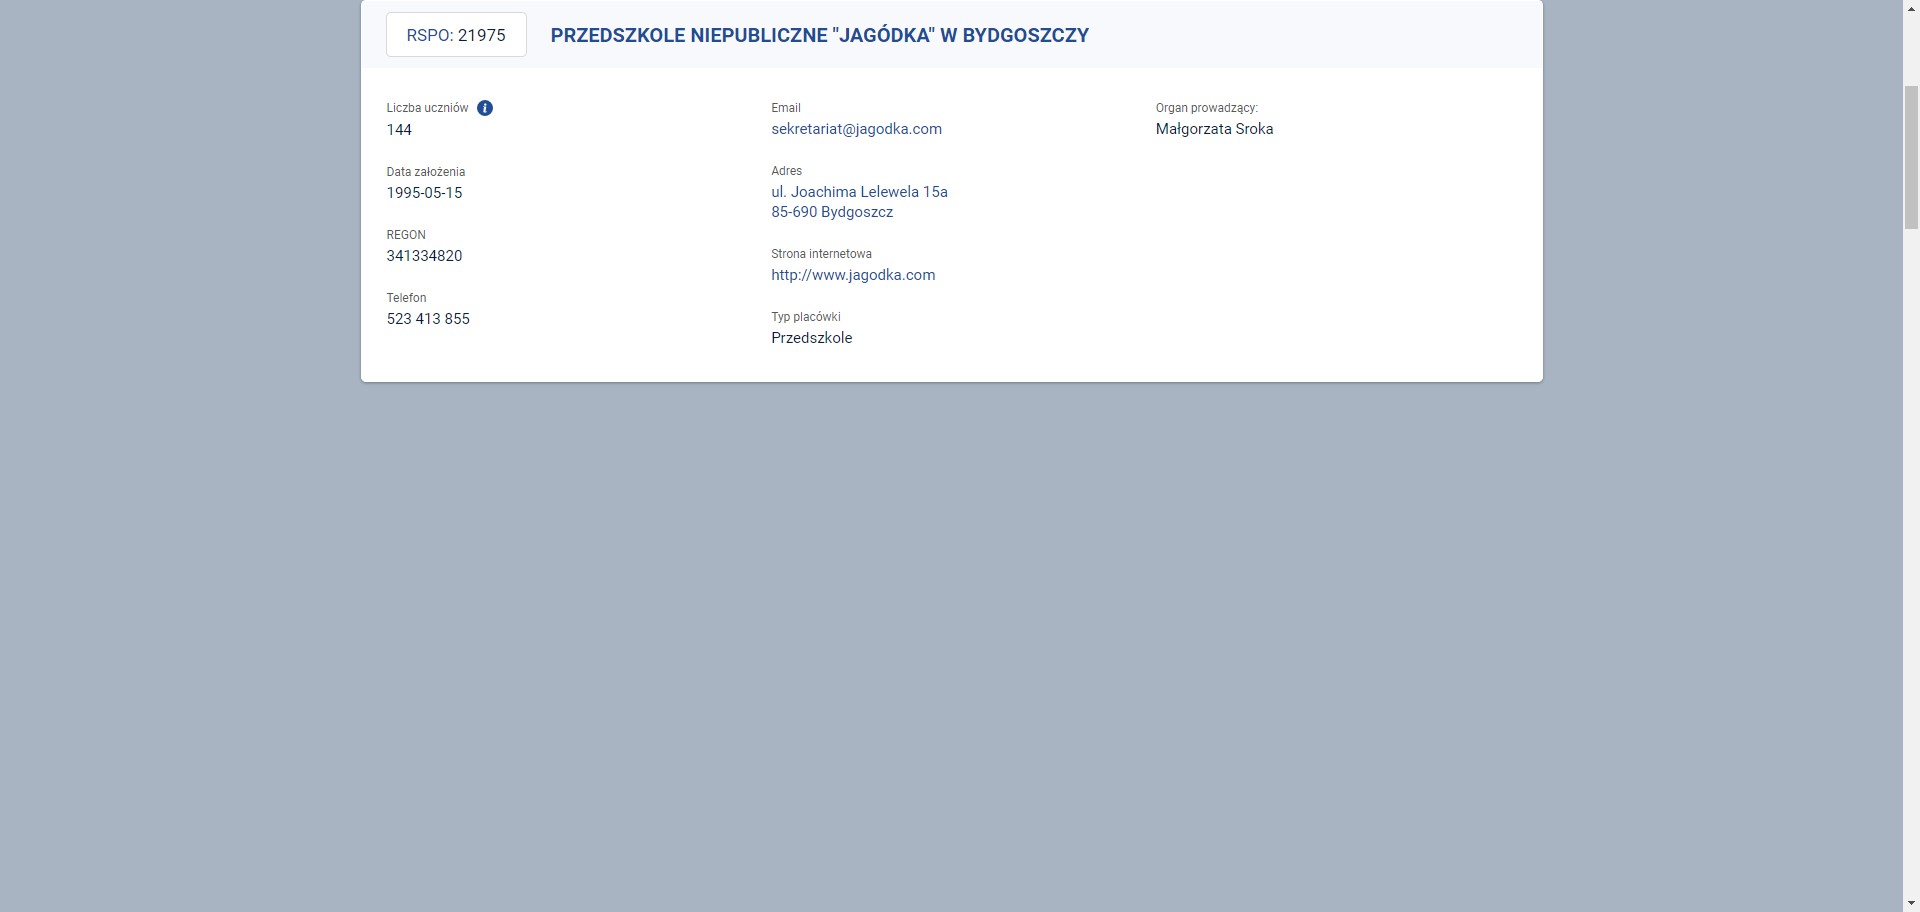 RSPO: 21975
PRZEDSZKOLE NIEPUBLICZNE "JAGÓDKA" W BYDGOSZCZY
Liczba uczniów
144
Data założenia
1995-05-15
REGON
341334820
Telefon
523 413 855
Email
sekretariat@jagodka.com
Adres
ul. Joachima Lelewela 15a
85-690 Bydgoszcz
Strona internetowa
http://www.jagodka.com
Typ placówki
Przedszkole
Organ prowadzący:
Małgorzata Sroka